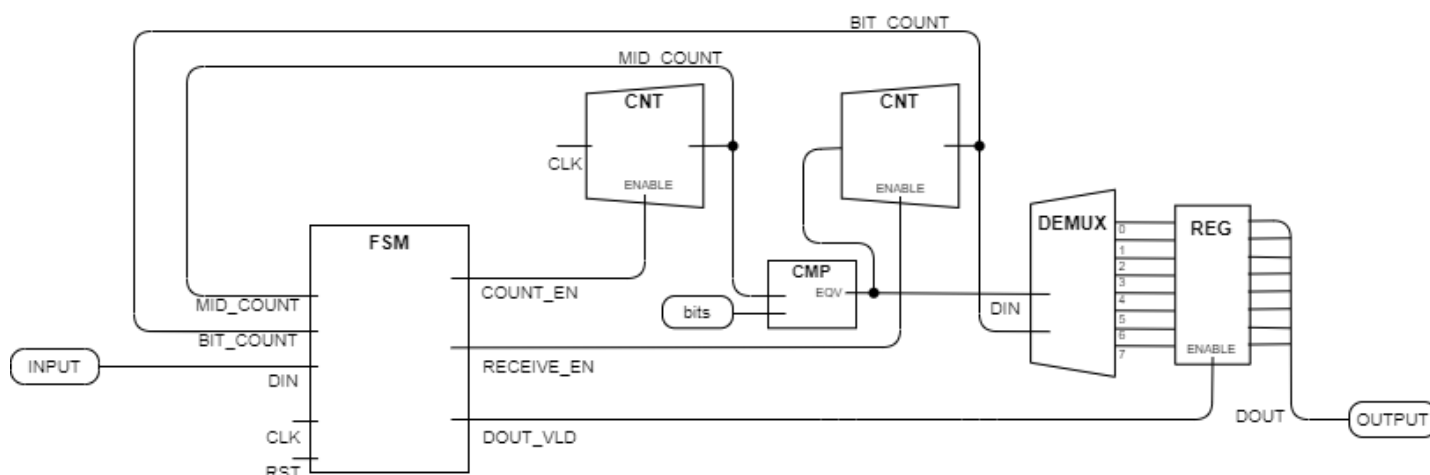 BIT_COUNT
MID_COUNT
CNT
CNT
CLK
ENABLE
ENABLE
FSM
DEMUX
REG
0
1
2
3
4
5
6
7
CMP
EQV
bits
COUNT_EN
MID_COUNT
BIT_COUNT
DIN
INPUT
DIN
RECEIVE_EN
ENABLE
CLK
RST
DOUT_VLD
DOUT
OUTPUT